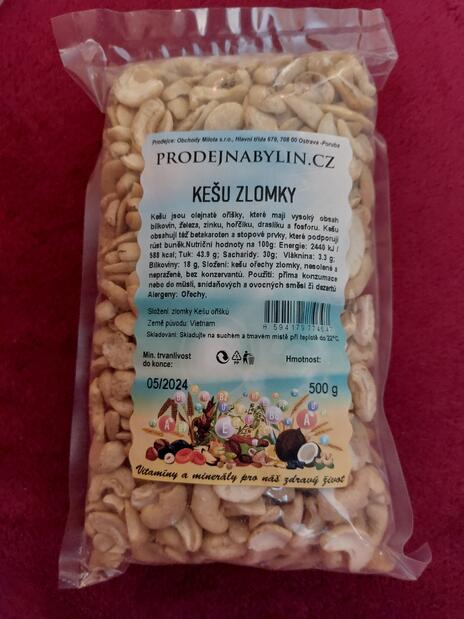 Prodejce: Obchody Milota s.r.o., Hlavní třída 679, 708 00 Ostrava -Poruba
PRODEJNABYLIN.CZ
KEŠU ZLOMKY
Kešu jsou olejnaté oříšky, které mají vysoký obsah
bílkovin, železa, zinku, hořčíku, draslíku a fosforu. Kešu
obsahují též betakaroten a stopové prvky, které podporují
růst buněk.Nutriční hodnoty na 100g: Energie: 2440 kJ /
588 kcal; Tuk: 43.9 g; Sacharidy: 30g; Vláknina: 3.3 g;
Bílkoviny: 18 g, Složení: kešu ořechy zlomky, nesolené a
nepražené, bez konzervantů. Použití: přímá konzumace
nebo do müsli, snídaňových a ovocných směsí či dezertů
Alergeny: Ořechy,
Složení: zlomky Kešu oříšků
Země původu: Vietnam
Skladování: Skladujte na suchém a tmavém místě při teplotě do 22°C.
Min. trvanlivost
do konce:
Hmotnost:
05/2024
500 g
Vitamíny a minerály pro náš zdravý život